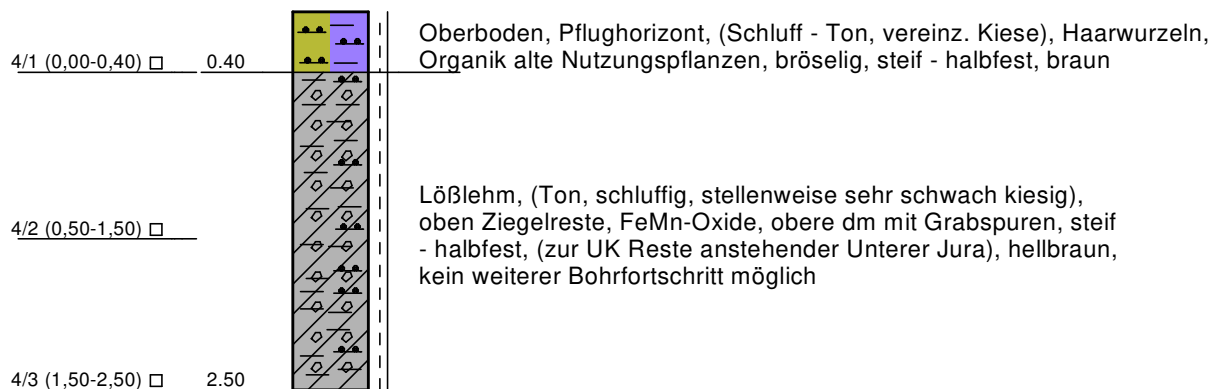 Oberboden, Pflughorizont, (Schluff - Ton, vereinz. Kiese), Haarwurzeln,
Organik alte Nutzungspflanzen, bröselig, steif - halbfest, braun
4/1 (0,00-0,40) 0.40
Lößlehm, (Ton, schluffig, stellenweise sehr schwach kiesig),
oben Ziegelreste, FeMn-Oxide, obere dm mit Grabspuren, steif
- halbfest, (zur UK Reste anstehender Unterer Jura), hellbraun,
kein weiterer Bohrfortschritt möglich
4/2 (0,50-1,50)
4/3 (1,50-2,50) 2.50